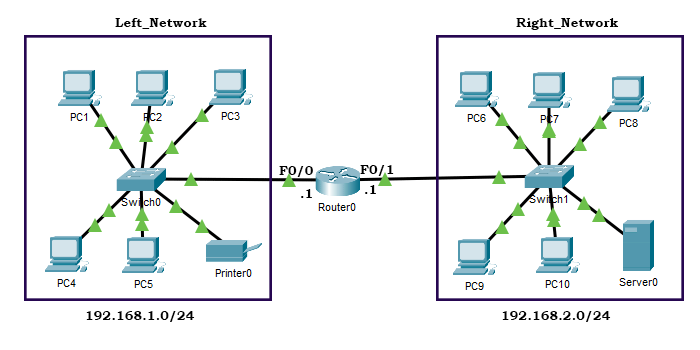 Left_Network
Right_Network
PC1
PC2
PC3
PC6
PC7
PC8
Switch0
F0/0
F0/1
.1
.1
Router0
Switch1
PC4
PC5
Printer0
PC9
PC10
Server0
192.168.1.0/24
192.168.2.0/24